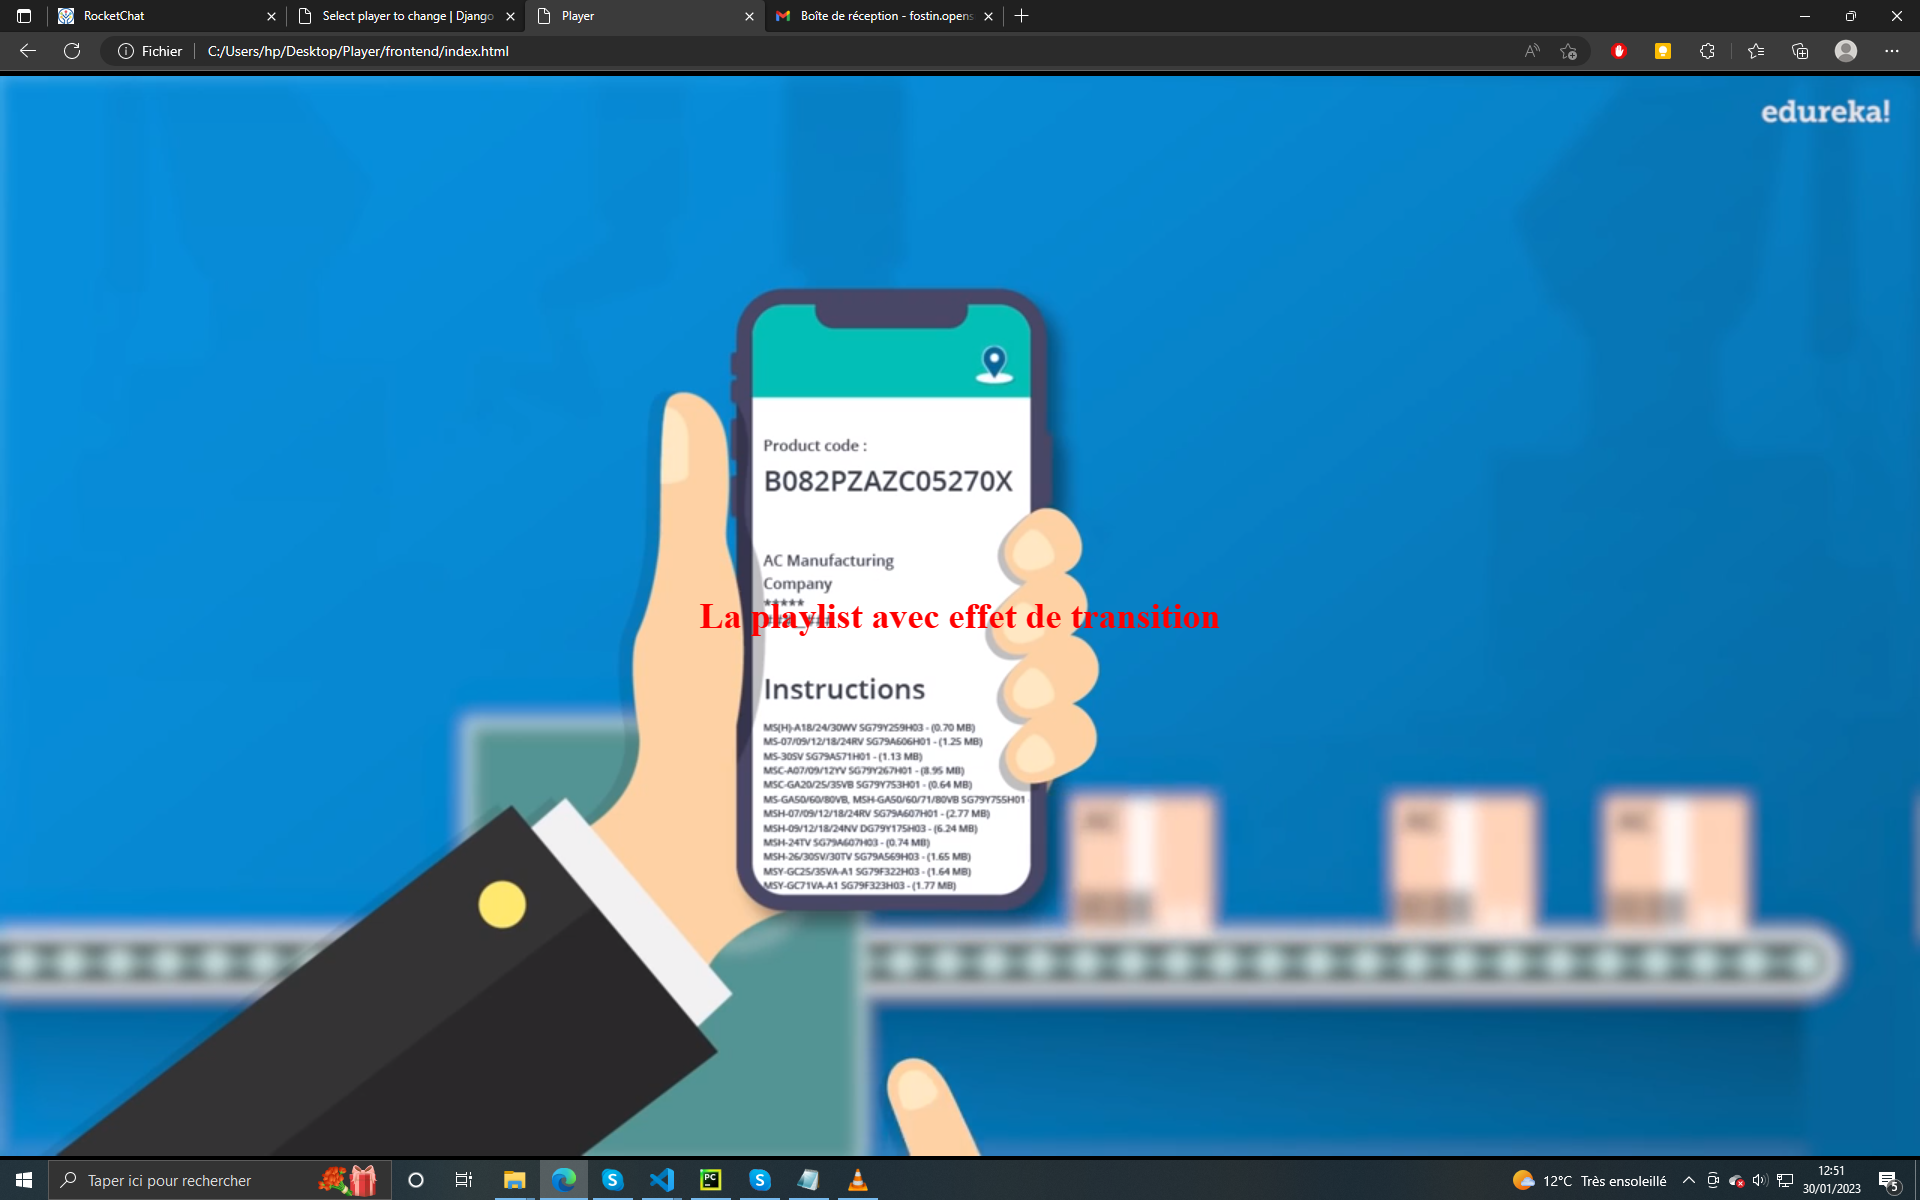 RocketChat
Select player to change | Django
Player
Boîte de réception - fostin.opens
Fichier
C:/Users/hp/Desktop/Player/frontend/index.html
edureka!
Product code :
B082PZAZC05270X
AC Manufacturing
Company
*****
La playlist avec effet de transition
Instructions
MS(H)-A18/24/30WV SG79Y259H03 - (0.70 MB)
MS-07/09/12/18/24RV SG79A606H01 - (1.25 MB)
MS-30SV SG79A571H01 - (1.13 MB)
MSC-A07/09/12YV SG79Y267H01 - (8.95 MB)
MSC-GA20/25/35VB SG79Y753H01 - (0.64 MB)
MS-GA50/60/80VB, MSH-GA50/60/71/80VB SG79Y755H01 -
MSH-07/09/12/18/24RV SG79A607H01 - (2.77 MB)
MSH-09/12/18/24NV DG79Y175H03 - (6.24 MB)
MSH-24TV SG79A607H03 - (0.74 MB)
MSH-26/30SV/30TV SG79A569H03 - (1.65 MB)
MSY-GC25/35VA-A1 SG79F322H03 - (1.64 MB)
MSY-GC71VA-A1 SG79F323H03 - (1.77 MB)
AC
AC
AC
Taper ici pour rechercher
PC
12°C Très ensoleillé
12:51
30/01/2023
5